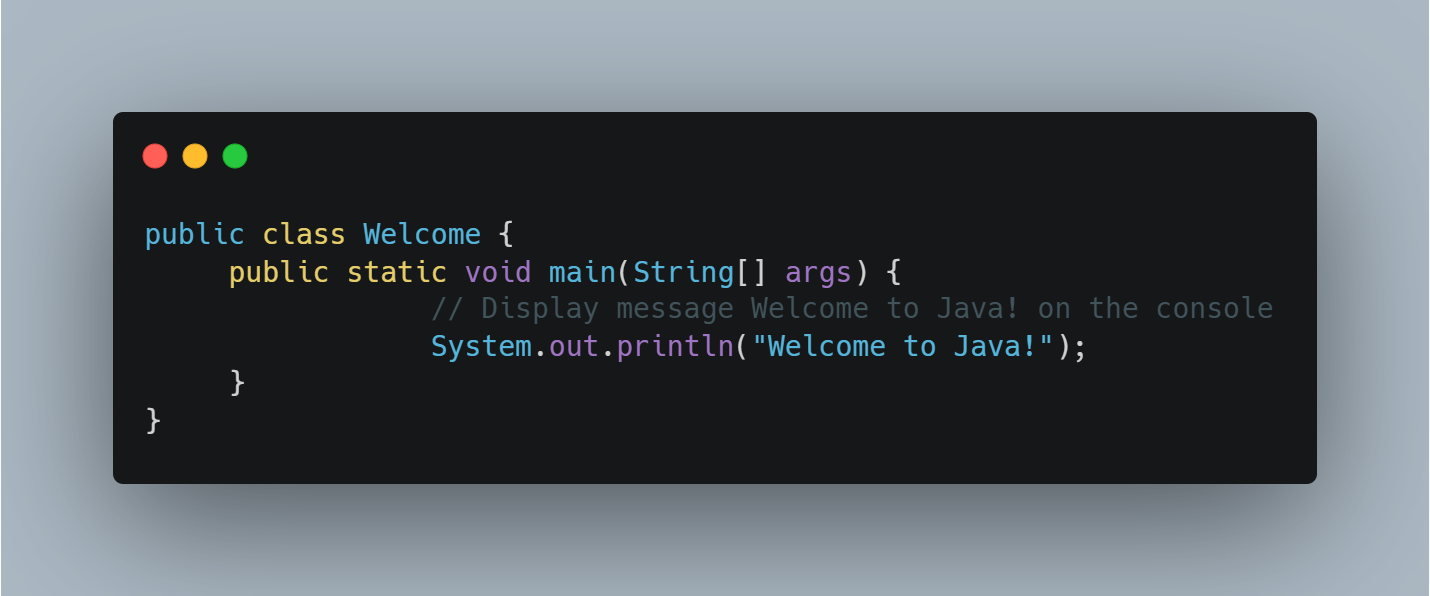 public class Welcome {
     public static void main(String[] args) {
                 // Display message Welcome to Java! on the console
                 System.out.println("Welcome to Java!");
     }
}